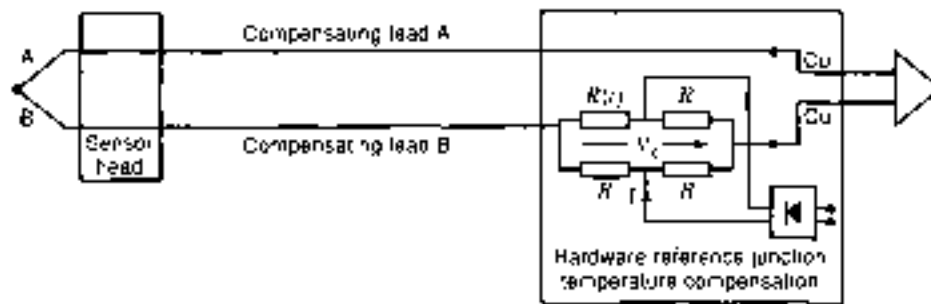 Compensating lead A
A
Cu
R(t)
R
B
Cu
V
Sensor
head
Compensating lead B
R
R
Hardware reference junction
temperature compensation